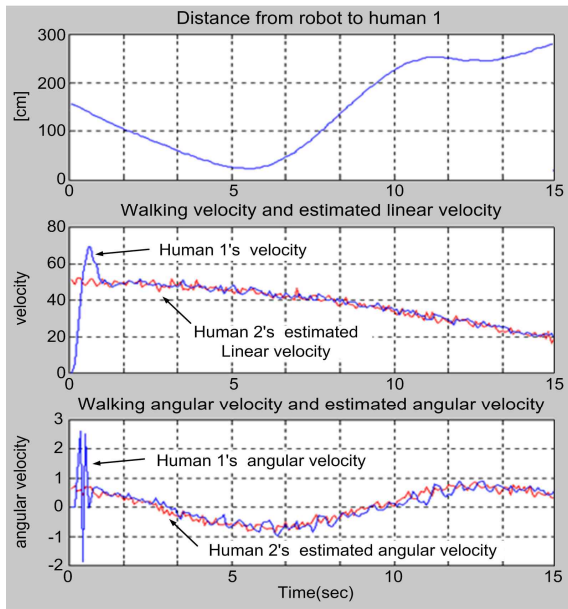 Distance from robot to human 1
300
200
100
0
[cm]
0 5 10 15
Walking velocity and estimated linear velocity
80
60
40
20
0
velocity
Human 1's velocity
Human 2's estimated
Linear velocity
0 5 10 15
Walking angular velocity and estimated angular velocity
3
2
1
0
-1
-2
angular velocity
Human 1's angular velocity
Human 2's estimated angular velocity
0 5 10 15
Time(sec)